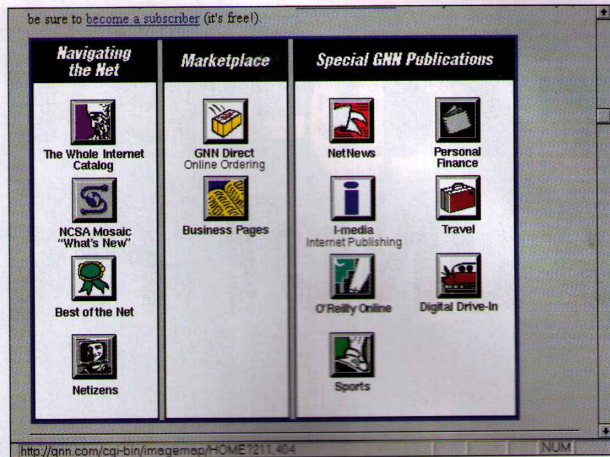 be sure to become a subscriber (it's free!).
Navigating
the Net
The Whole Internet
Catalog
NCSA Mosaic
"What's New"
Best of the Net
Netizens
Marketplace
GNN Direct
Online Ordering
Business Pages
Special GNN Publications
NetNews
Personal
Finance
I-media
Internet Publishing
Travel
O'Reilly Online
Digital Drive-In
Sports
http://gnn.com/cgi-bin/imagemap/HOME?211,404
NUM